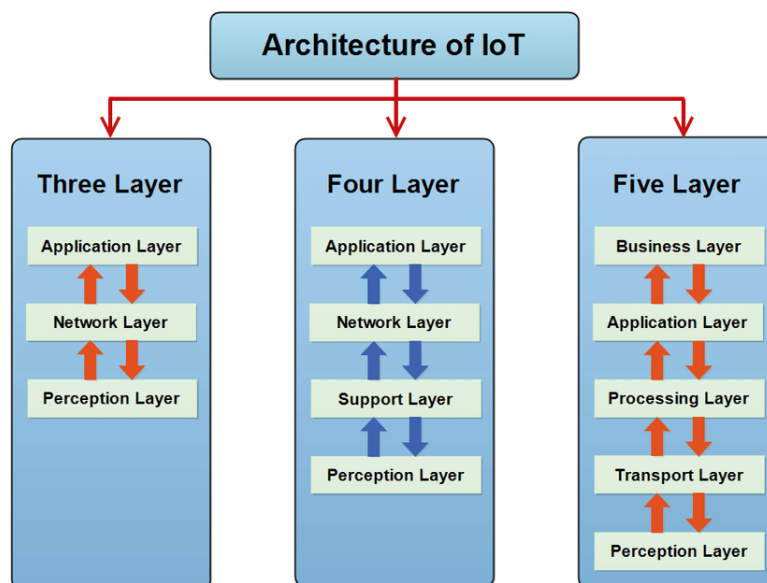 Architecture of IoT
Three Layer
Application Layer
Network Layer
Perception Layer
Four Layer
Application Layer
Network Layer
Support Layer
Perception Layer
Five Layer
Business Layer
Application Layer
Processing Layer
Transport Layer
Perception Layer